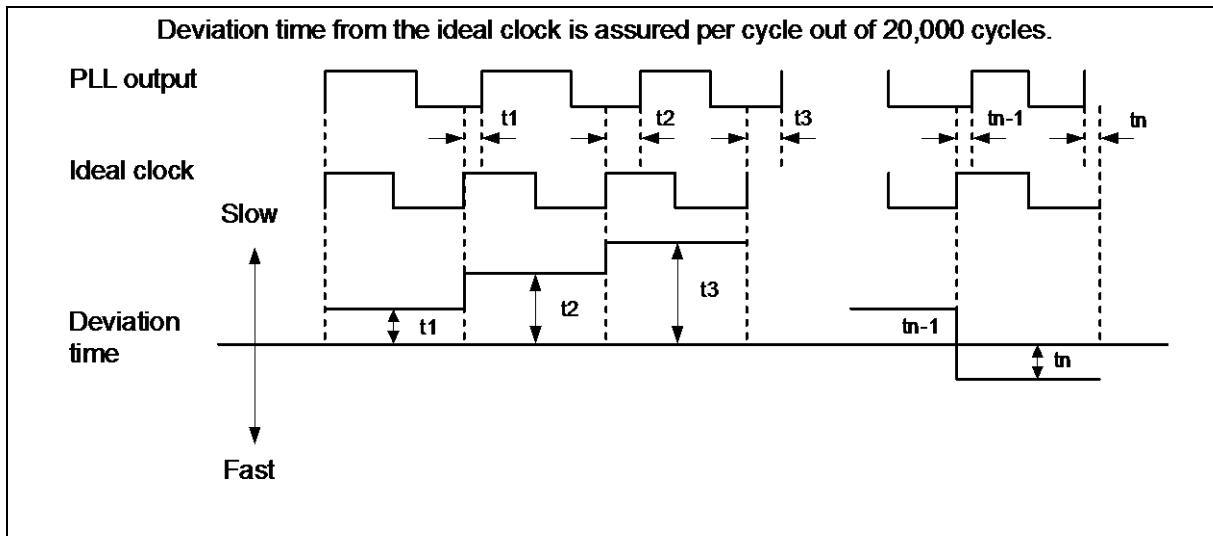 Deviation time from the ideal clock is assured per cycle out of 20,000 cycles.
PLL output
t1
t2
t3
tn-1
tn
Ideal clock
Slow
t1
t2
t3
tn-1
tn
Deviation
time
Fast